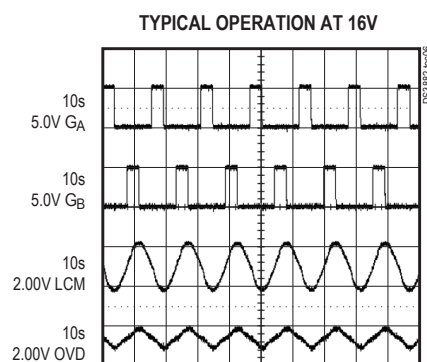 TYPICAL OPERATION AT 16V
10s
5.0V GA
10s
5.0V GB
10s
2.00V LCM
10s
2.00V OVD